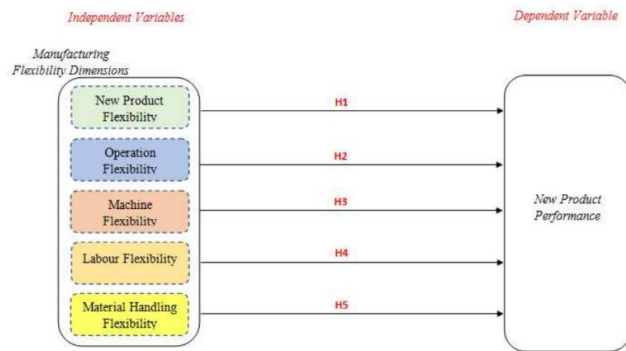 Independent Variables
Dependent Variable
Manufacturing
Flexibility Dimensions
New Product
Flexibility
H1
Operation
Flexibility
H2
Machine
Flexibility
H3
New Product
Performance
Labour Flexibility
H4
Material Handling
Flexibility
H5